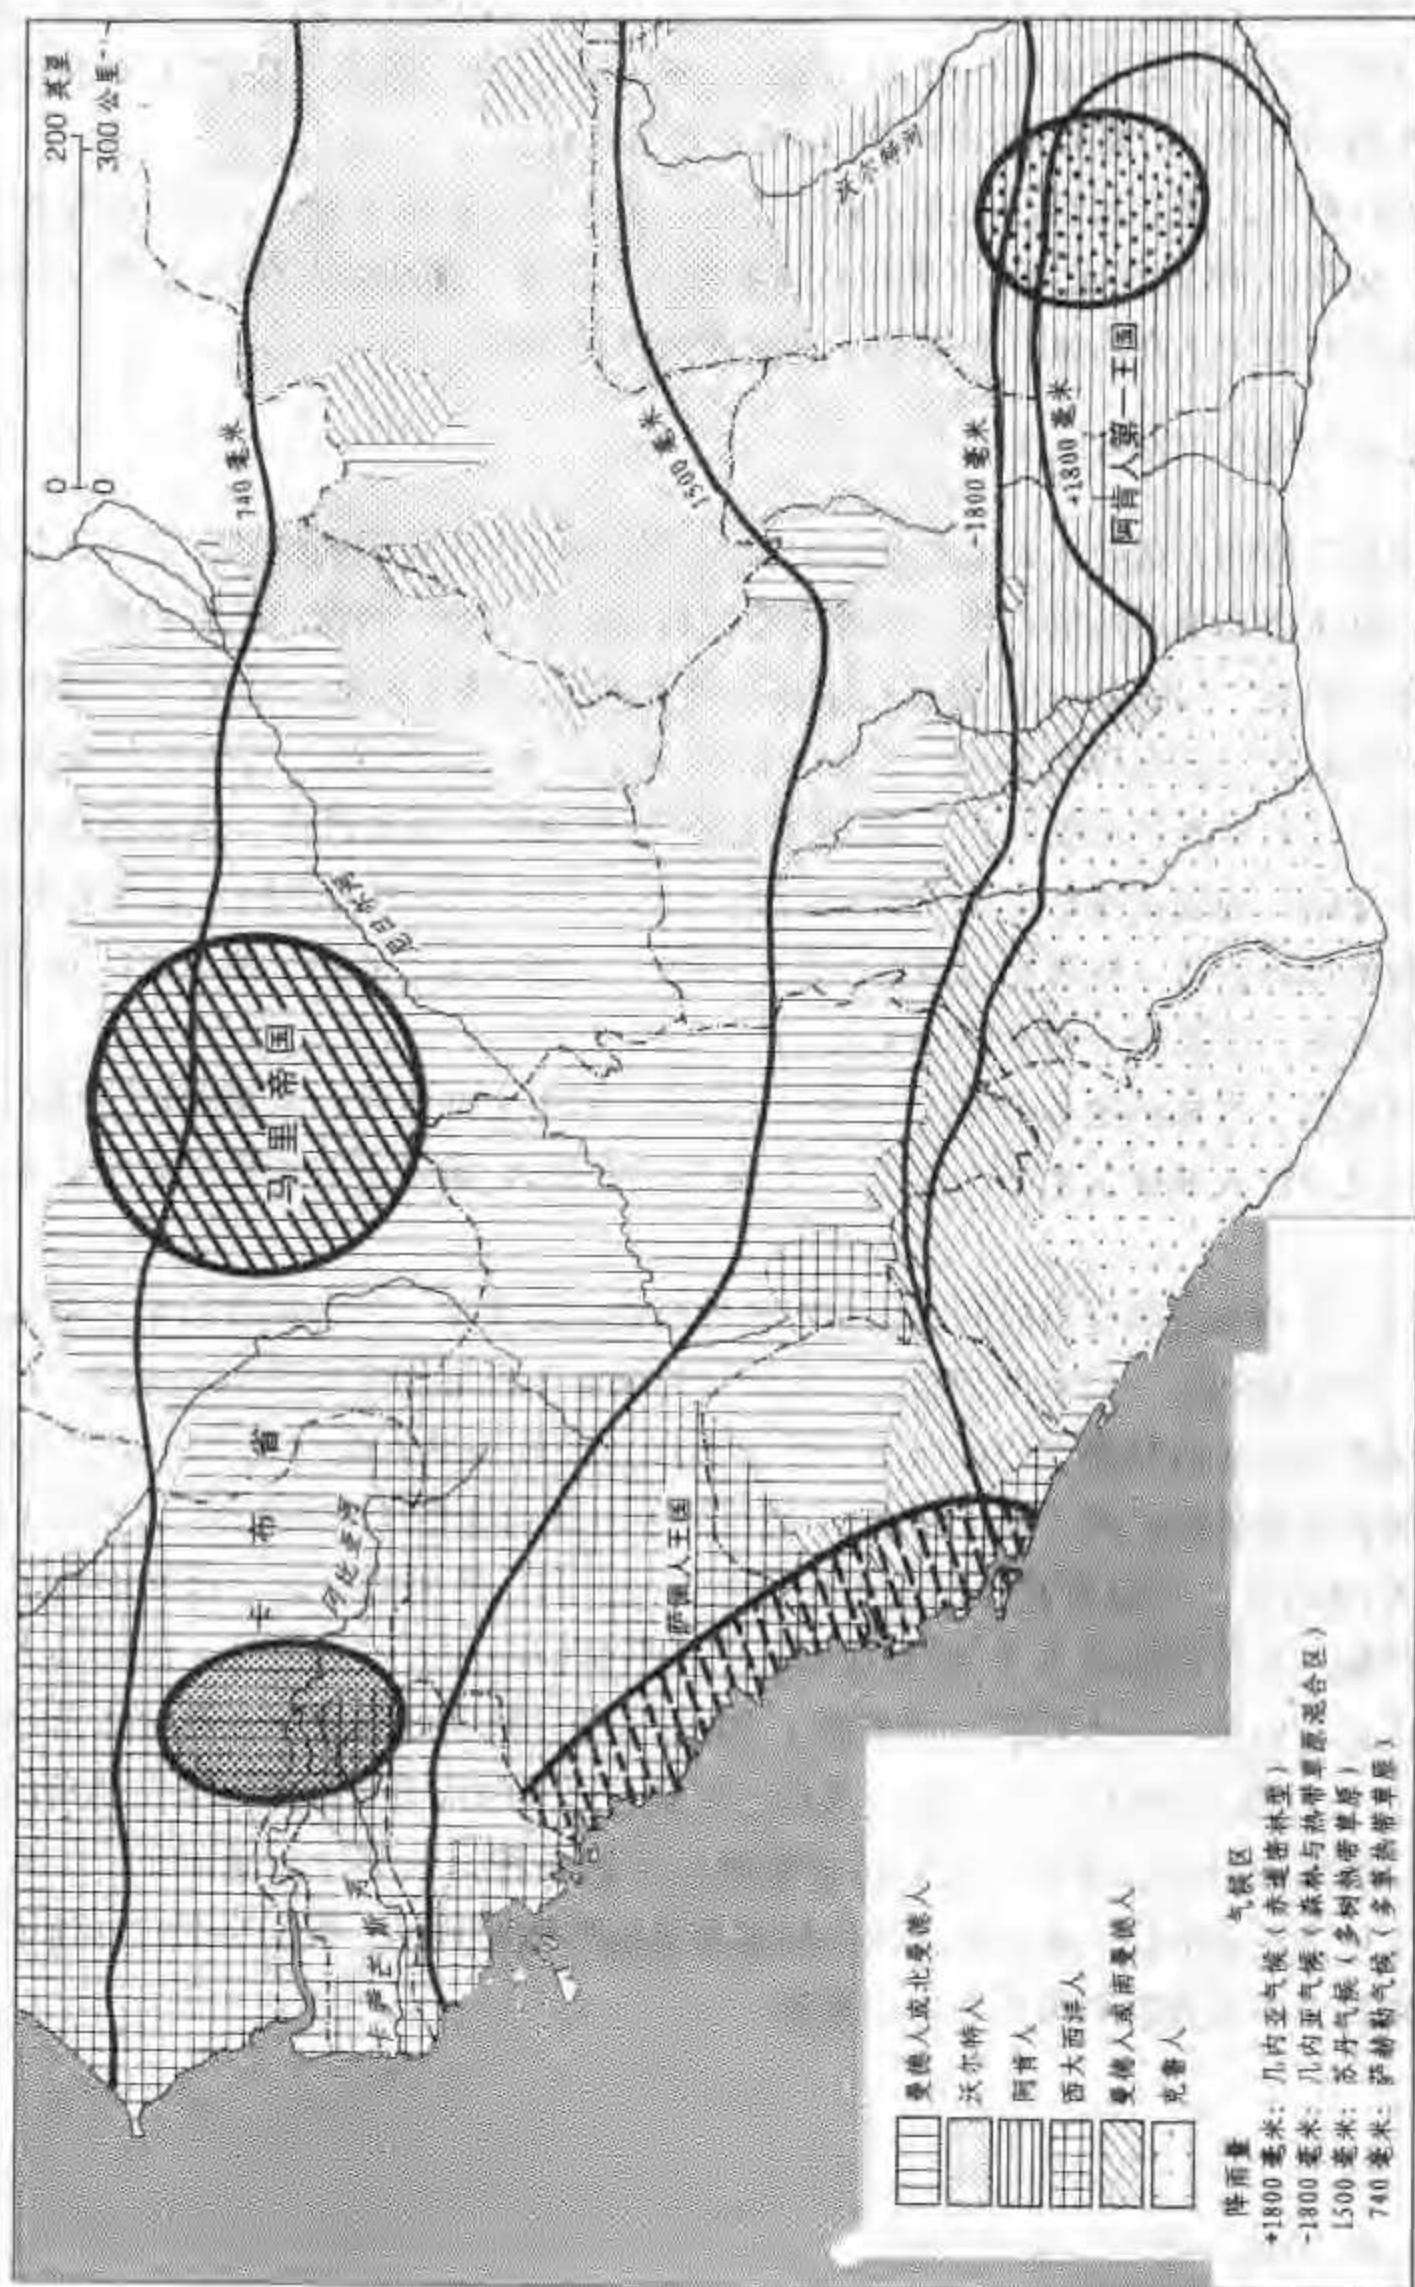 200 英里
300 公里
0
0
740 毫米
1500 毫米
-1800 毫米
+1800 毫米
沃尔特河
阿肯人第一王国
尼日尔河
马里帝国
卡布省
冈比亚河
萨佩人王国
卡萨芒斯河
曼德人或北曼德人
沃尔特人
阿肯人
西大西洋人
曼德人或南曼德人
克鲁人
降雨量 气候区
+1800 毫米：几内亚气候（赤道密林型）
-1800 毫米：几内亚气候（森林与热带草原混合区）
1500 毫米：苏丹气候（多树热带草原）
740 毫米：萨赫勒气候（多草热带草原）